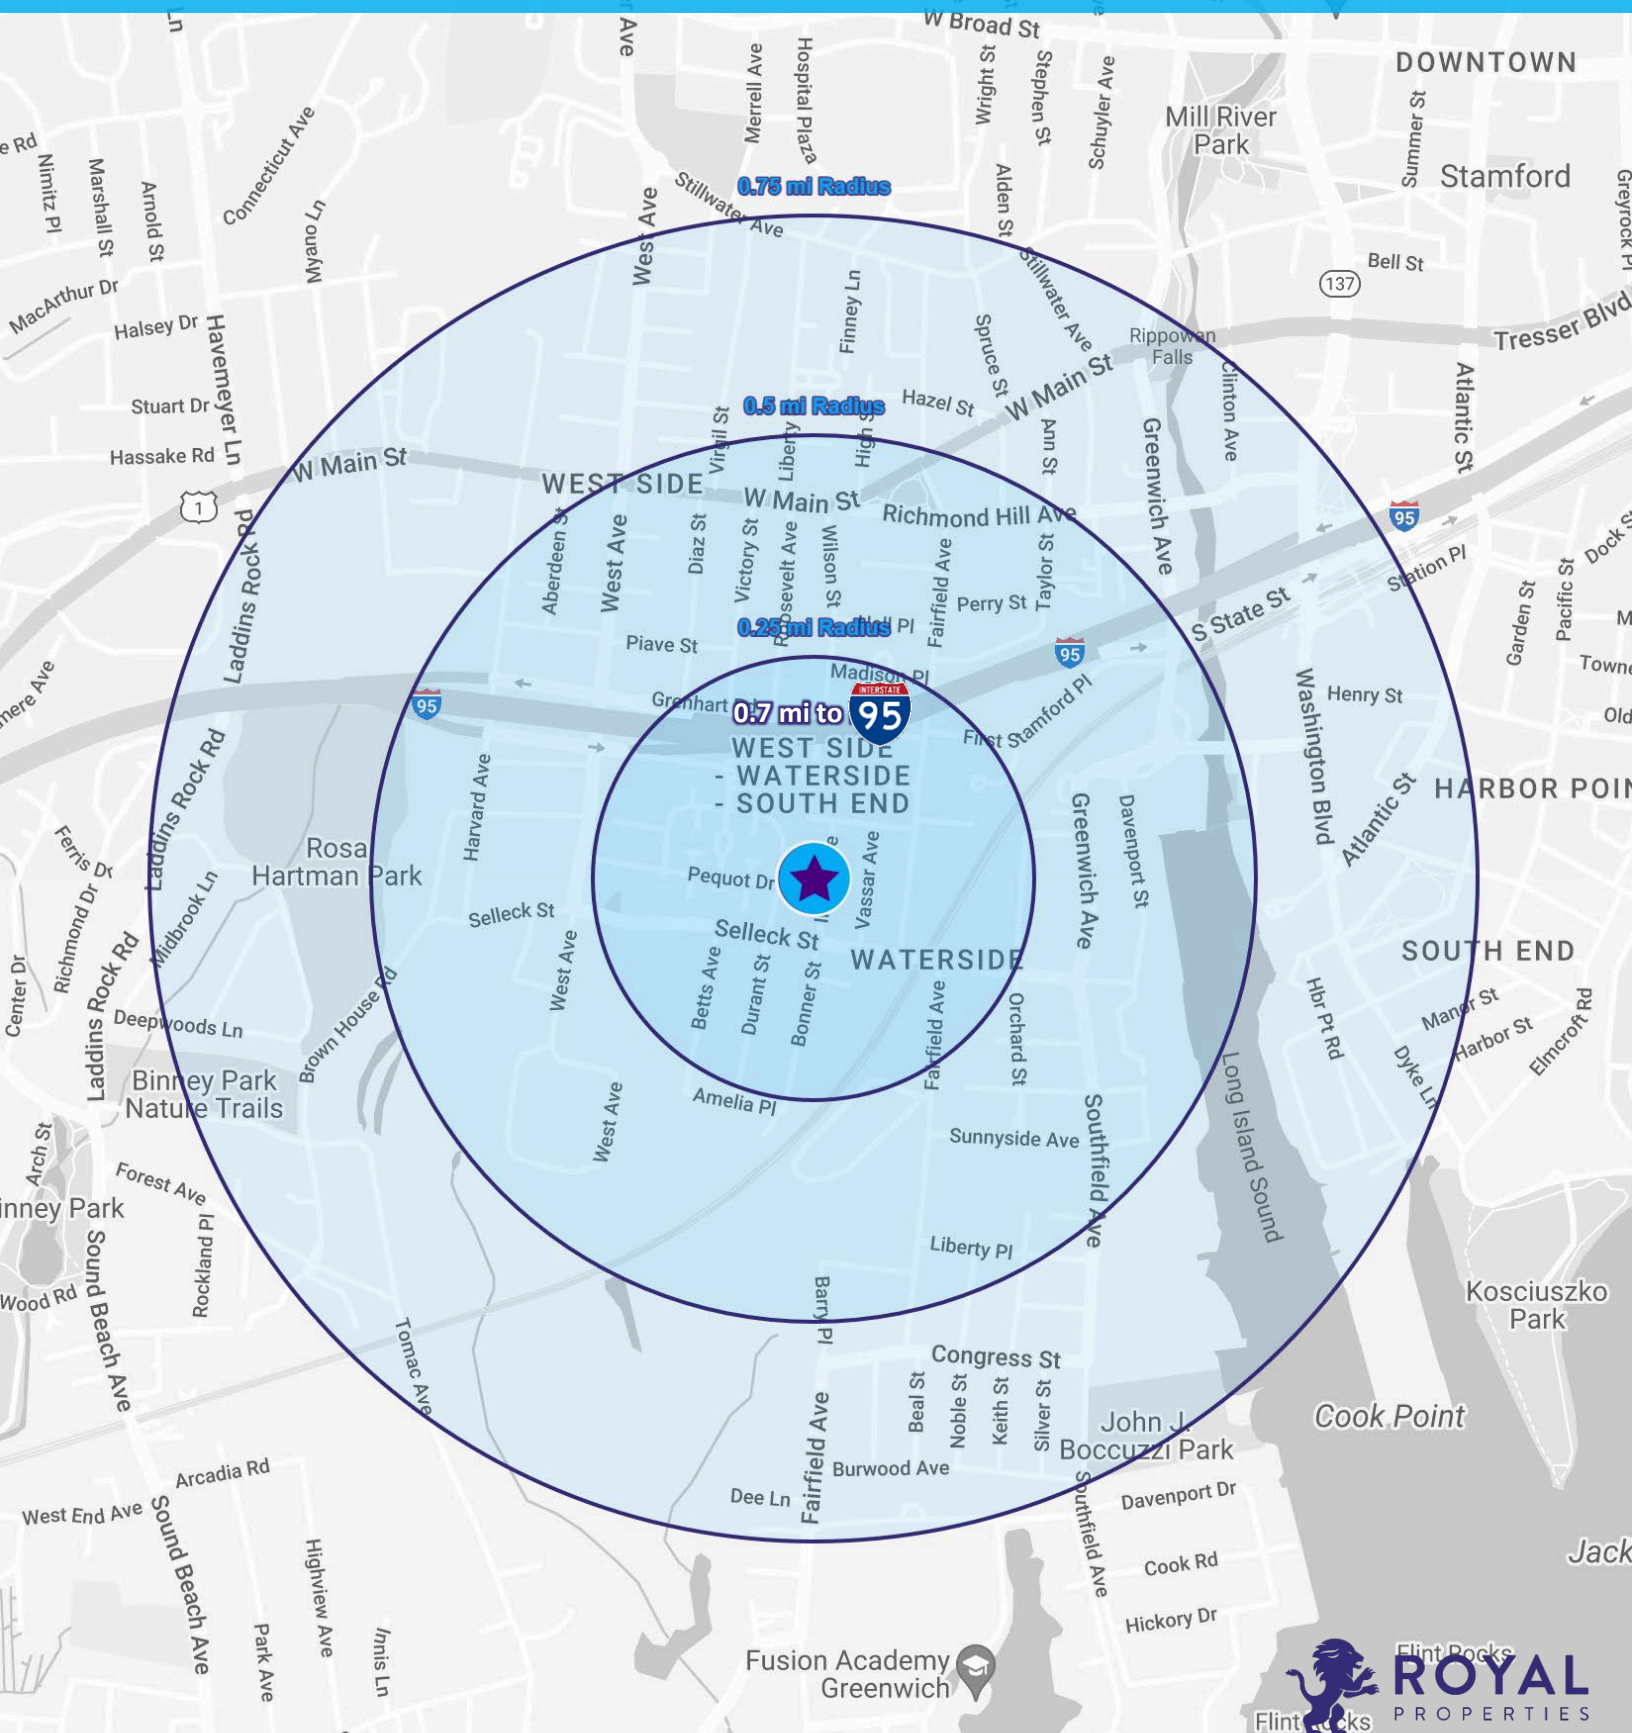 W Broad St
DOWNTOWN
Mill River
Park
Stamford
Summer St
Merrell Ave
Hospital Plaza
Wright St
Stephen St
Schuyler Ave
Alden St
Connecticut Ave
Nimitz Pl
Marshall St
Arnold St
Mayou Ln
MacArthur Dr
Halsey Dr
Havemeyer Ln
Stuart Dr
Hassake Rd
West Ave
Stillwater Ave
0.75 mi Radius
Finney Ln
Stillwater Ave
Spruce St
Rippowan
Falls
Bell St
137
Greyrock Pl
Tresser Blvd
Clinton Ave
Atlantic St
W Main St
Hazel St
0.5 mi Radius
Virgil St
Liberty
High S
Ann St
Greenwich Ave
W Main St
1
WEST SIDE
W Main St
Richmond Hill Ave
95
Station Pl
Dock S
Laddins Rock Rd
Aberdeen St
West Ave
Diaz St
Victory St
Roosevelt Ave
Wilson St
Fairfield Ave
Taylor St
Perry St
S State St
Garden St
Pacific St
Piave St
0.25 mi Radius
95
Madison Pl
Stamford Pl
First St
Henry St
Towne
Old
Washington Blvd
95
Grenhart Rd
0.7 mi to
INTERSTATE
95
WEST SIDE
- WATERSIDE
- SOUTH END
Laddins Rock Rd
Harvard Ave
Greenwich Ave
Davenport St
Atlantic St
HARBOR POIN
Ferris Dr
Richmond Dr
Midbrook Ln
Rosa
Hartman Park
Pequot Dr
Vassar Ave
Selleck St
Selleck St
WATERSIDE
SOUTH END
Center Dr
Laddins Rock Rd
Deepwoods Ln
Brown House Rd
West Ave
Betts Ave
Durant St
Bonner St
Fairfield Ave
Orchard St
Hbr Pt Rd
Manor St
Harbor St
Elmcroft Rd
Dyke Ln
Binney Park
Nature Trails
Amelia Pl
West Ave
Sunnyside Ave
Southfield Ave
Long Island Sound
Arch St
Forest Ave
inney Park
Rockland Pl
Wood Rd
Sound Beach Ave
Liberty Pl
Barry Pl
Kosciuszko
Park
Tomac Ave
Congress St
Beal St
Noble St
Keith St
Silver St
Cook Point
John J.
Boccuzzi Park
Fairfield Ave
Burwood Ave
Dee Ln
Davenport Dr
Southfield Ave
Arcadia Rd
West End Ave
Sound Beach Ave
Highview Ave
Park Ave
Innis Ln
Cook Rd
Hickory Dr
Jack
Fusion Academy
Greenwich
Flint Rocks
ROYAL
PROPERTIES